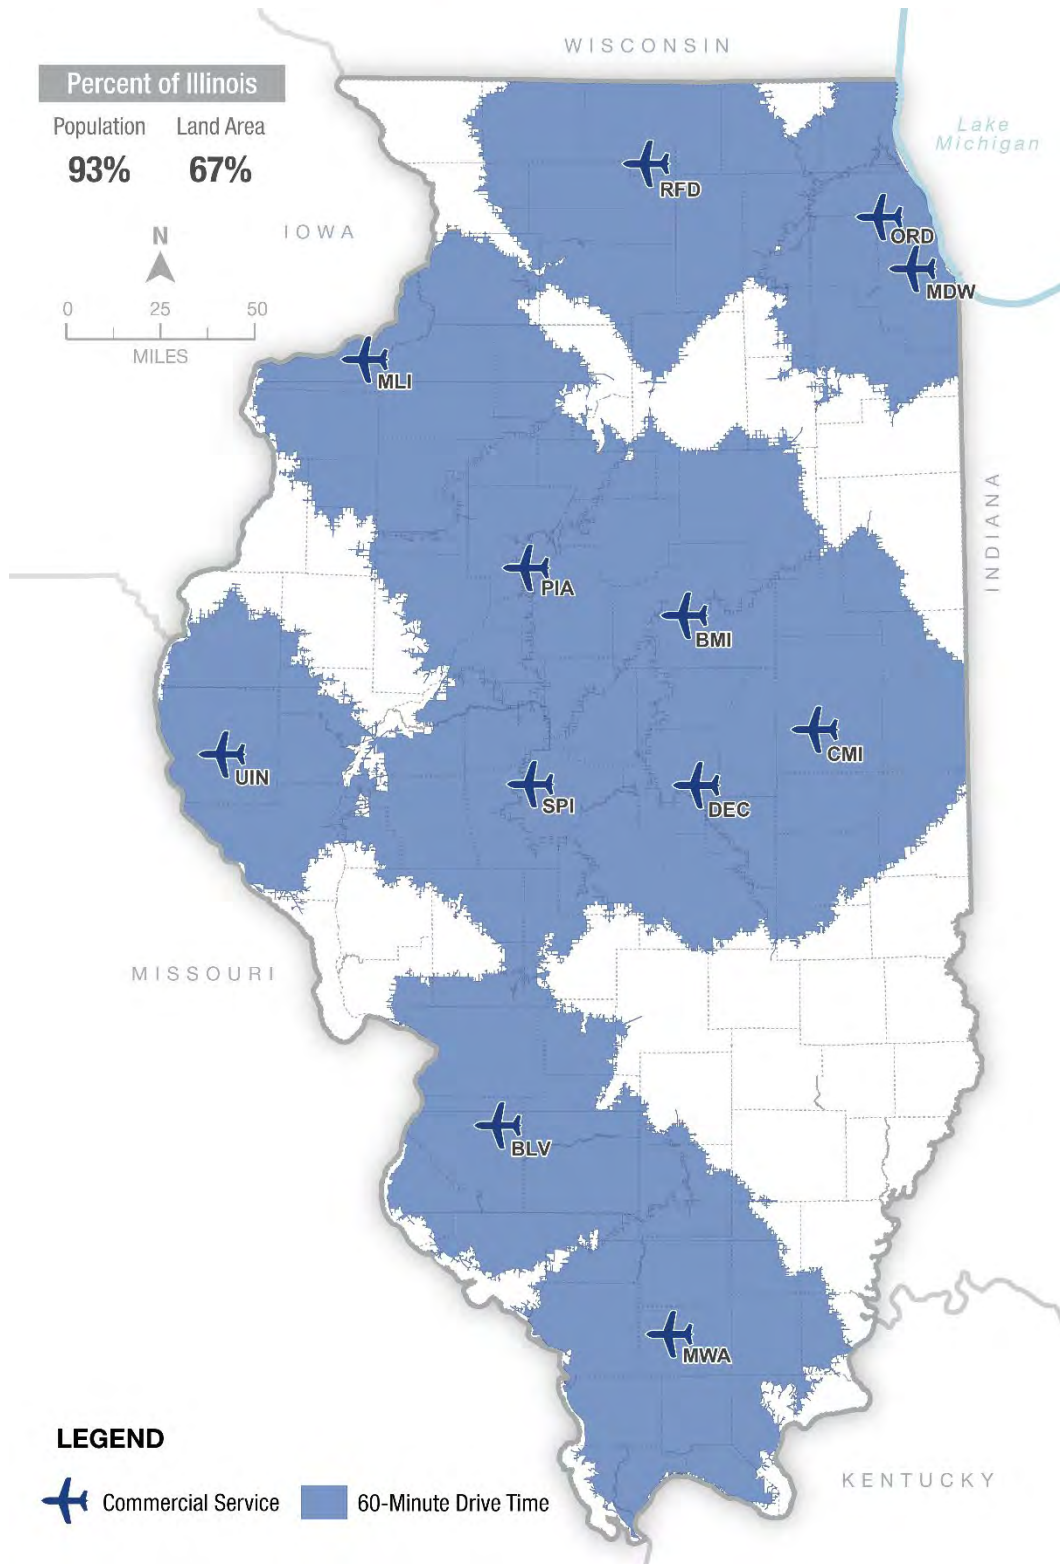 WISCONSIN
Percent of Illinois
Population Land Area
93% 67%
Lake
Michigan
RFD
ORD
MDW
IOWA
N
0 25 50
MILES
MLI
INDIANA
PIA
BMI
UIN
SPI
DEC
CMI
MISSOURI
BLV
MWA
LEGEND
Commercial Service 60-Minute Drive Time
KENTUCKY